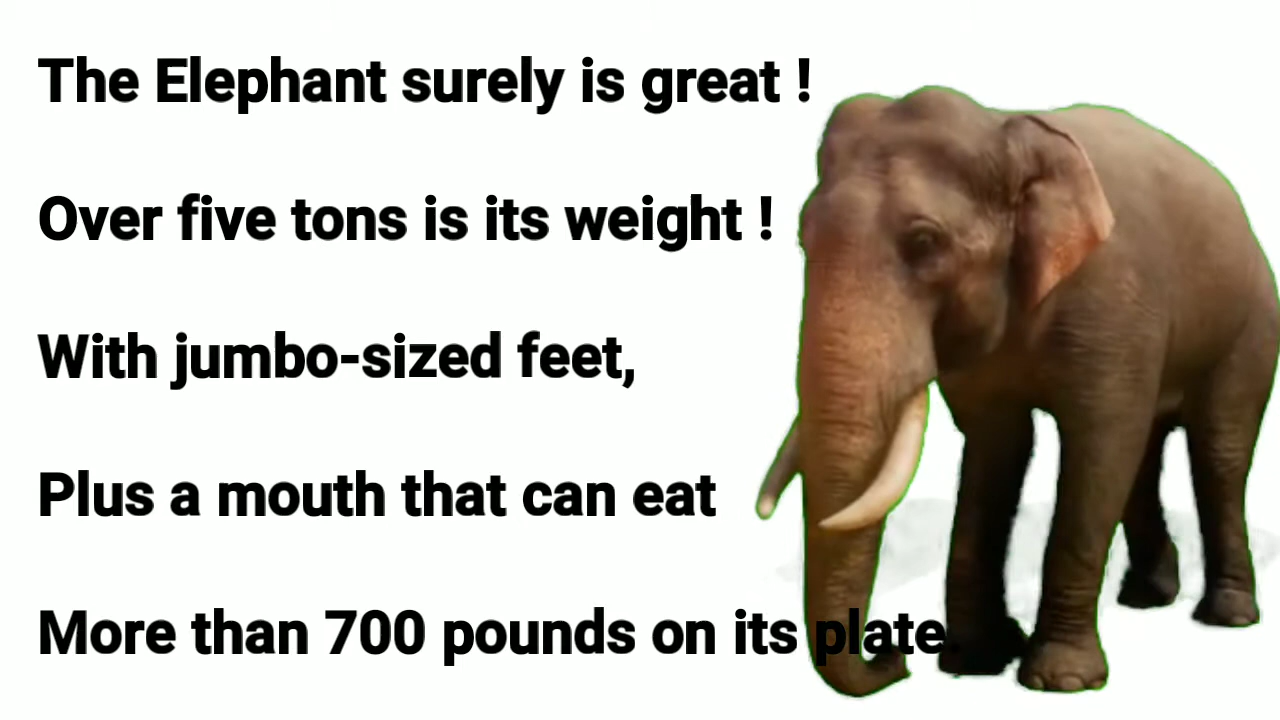 The Elephant surely is great !
Over five tons is its weight !
With jumbo-sized feet,
Plus a mouth that can eat
More than 700 pounds on its plate.